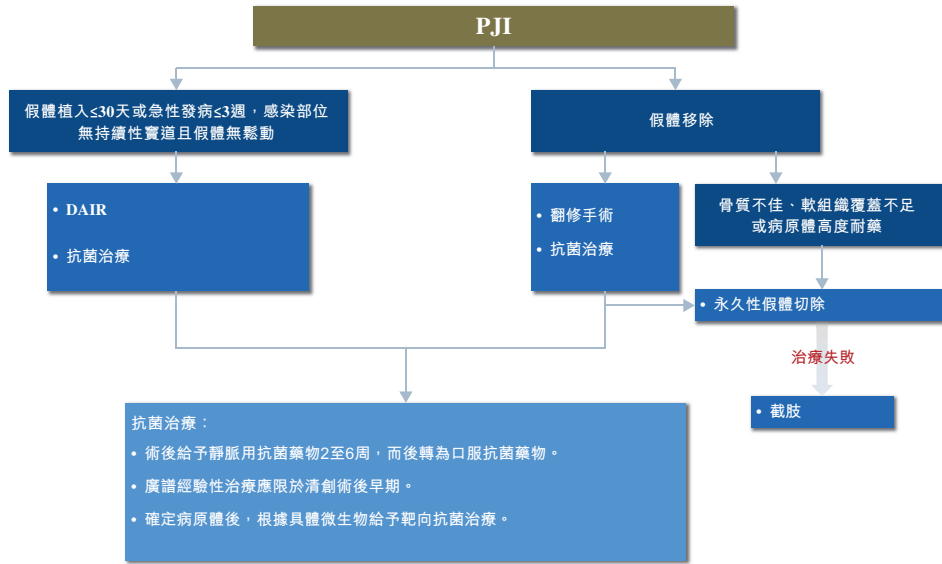 PJI
假體植入≤30天或急性發病≤3週，感染部位
無持續性竇道且假體無鬆動
假體移除
• DAIR
• 抗菌治療
• 翻修手術
• 抗菌治療
骨質不佳、軟組織覆蓋不足
或病原體高度耐藥
• 永久性假體切除
治療失敗
• 截肢
抗菌治療：
• 術後給予靜脈用抗菌藥物2至6周，而後轉為口服抗菌藥物。
• 廣譜經驗性治療應限於清創術後早期。
• 確定病原體後，根據具體微生物給予靶向抗菌治療。